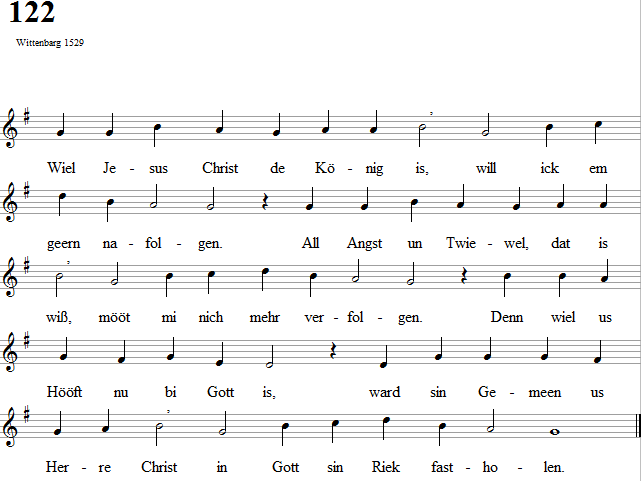 122
Wittenbarg 1529
Wiel Je - sus Christ de Kö - nig is, will ick em
geern na - fol - gen. All Angst un Twie - wel, dat is
wiß, mööt mi nich mehr ver - fol - gen. Denn wiel us
Hööft nu bi Gott is, ward sin Ge - meen us
Her - re Christ in Gott sin Riek fast - ho - len.